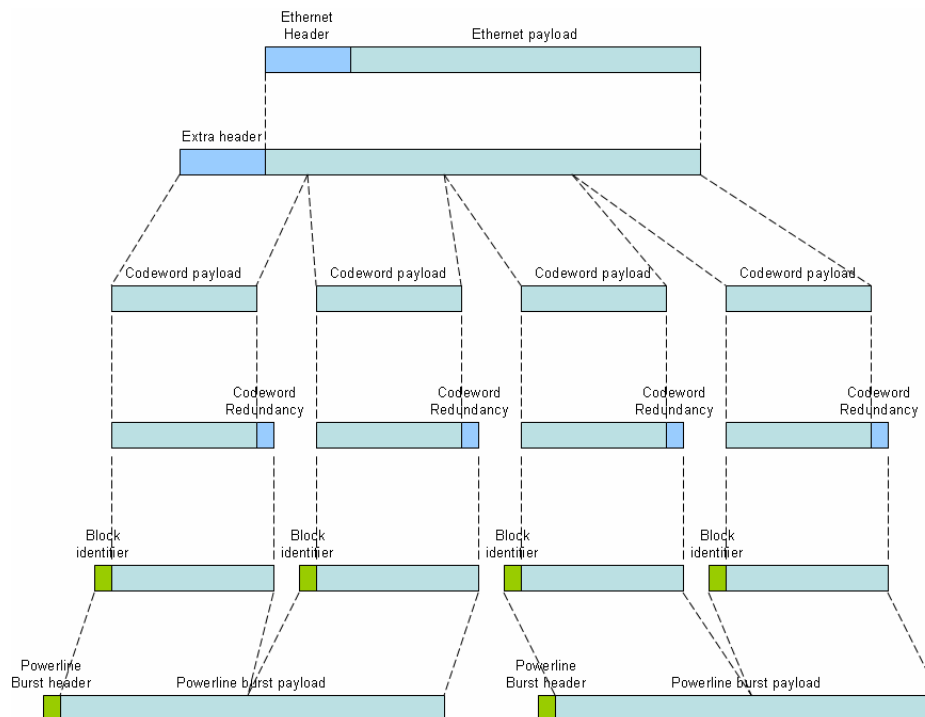 Ethernet
Header
Ethernet payload
Extra header
Codeword payload
Codeword payload
Codeword payload
Codeword payload
Codeword
Redundancy
Codeword
Redundancy
Codeword
Redundancy
Codeword
Redundancy
Block
identifier
Block
identifier
Block
identifier
Block
identifier
Powerline
Burst header
Powerline burst payload
Powerline
Burst header
Powerline burst payload